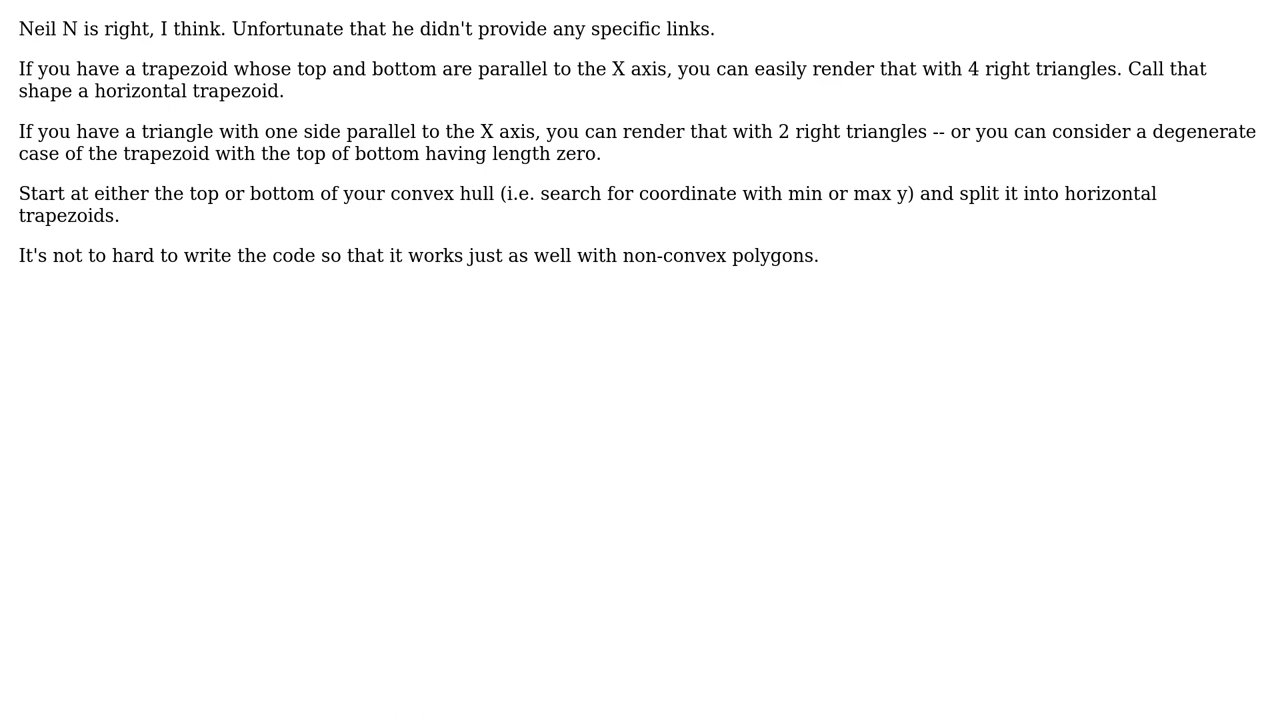 Neil N is right, I think. Unfortunate that he didn't provide any specific links.
If you have a trapezoid whose top and bottom are parallel to the X axis, you can easily render that with 4 right triangles. Call that
shape a horizontal trapezoid.
If you have a triangle with one side parallel to the X axis, you can render that with 2 right triangles -- or you can consider a degenerate
case of the trapezoid with the top of bottom having length zero.
Start at either the top or bottom of your convex hull (i.e. search for coordinate with min or max y) and split it into horizontal
trapezoids.
It's not to hard to write the code so that it works just as well with non-convex polygons.